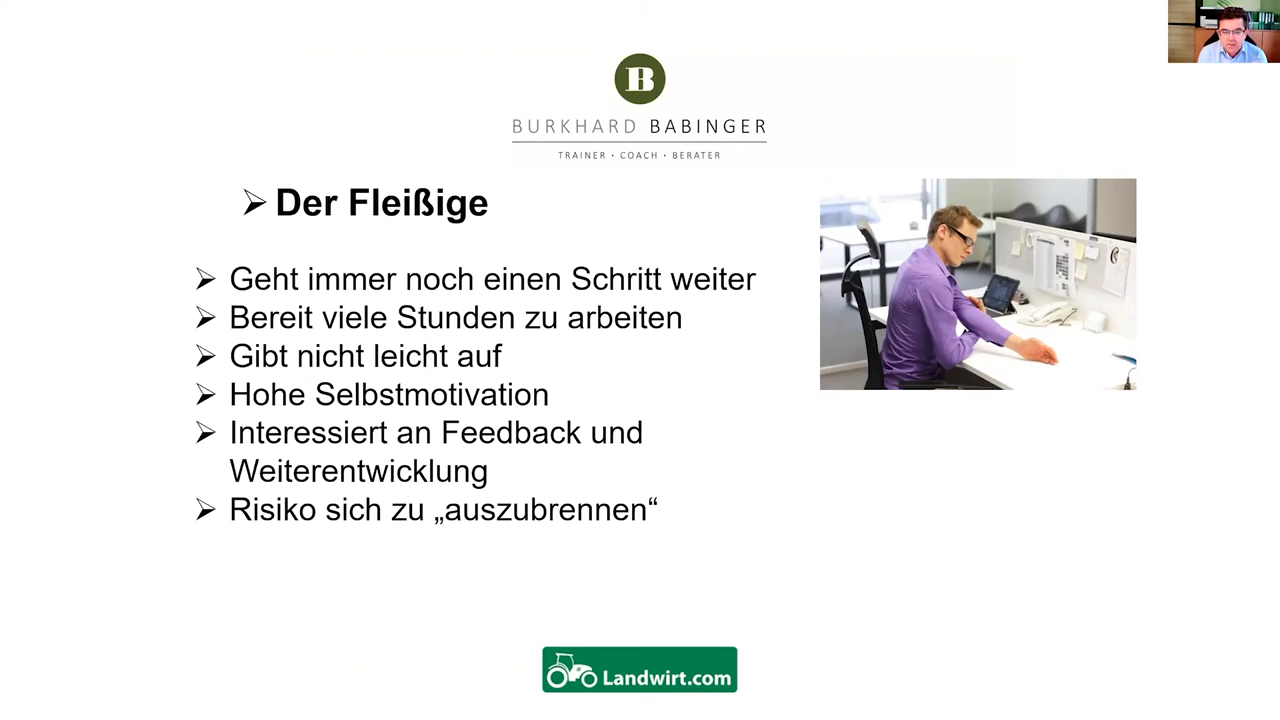 B
BURKHARD BABINGER
TRAINER • COACH • BERATER
➢ Der Fleißige
➢ Geht immer noch einen Schritt weiter
➢ Bereit viele Stunden zu arbeiten
➢ Gibt nicht leicht auf
➢ Hohe Selbstmotivation
➢ Interessiert an Feedback und
Weiterentwicklung
➢ Risiko sich zu „auszubrennen“
Landwirt.com